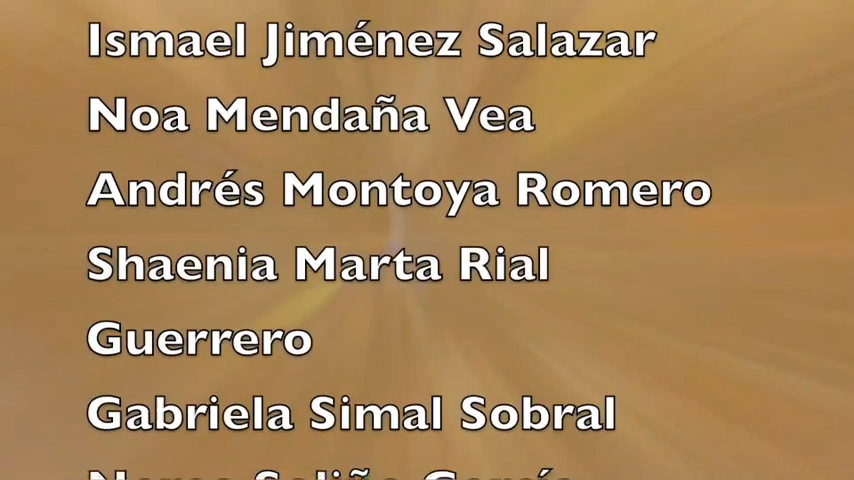 Ismael Jiménez Salazar
Noa Mendaña Vea
Andrés Montoya Romero
Shaenia Marta Rial
Guerrero
Gabriela Simal Sobral